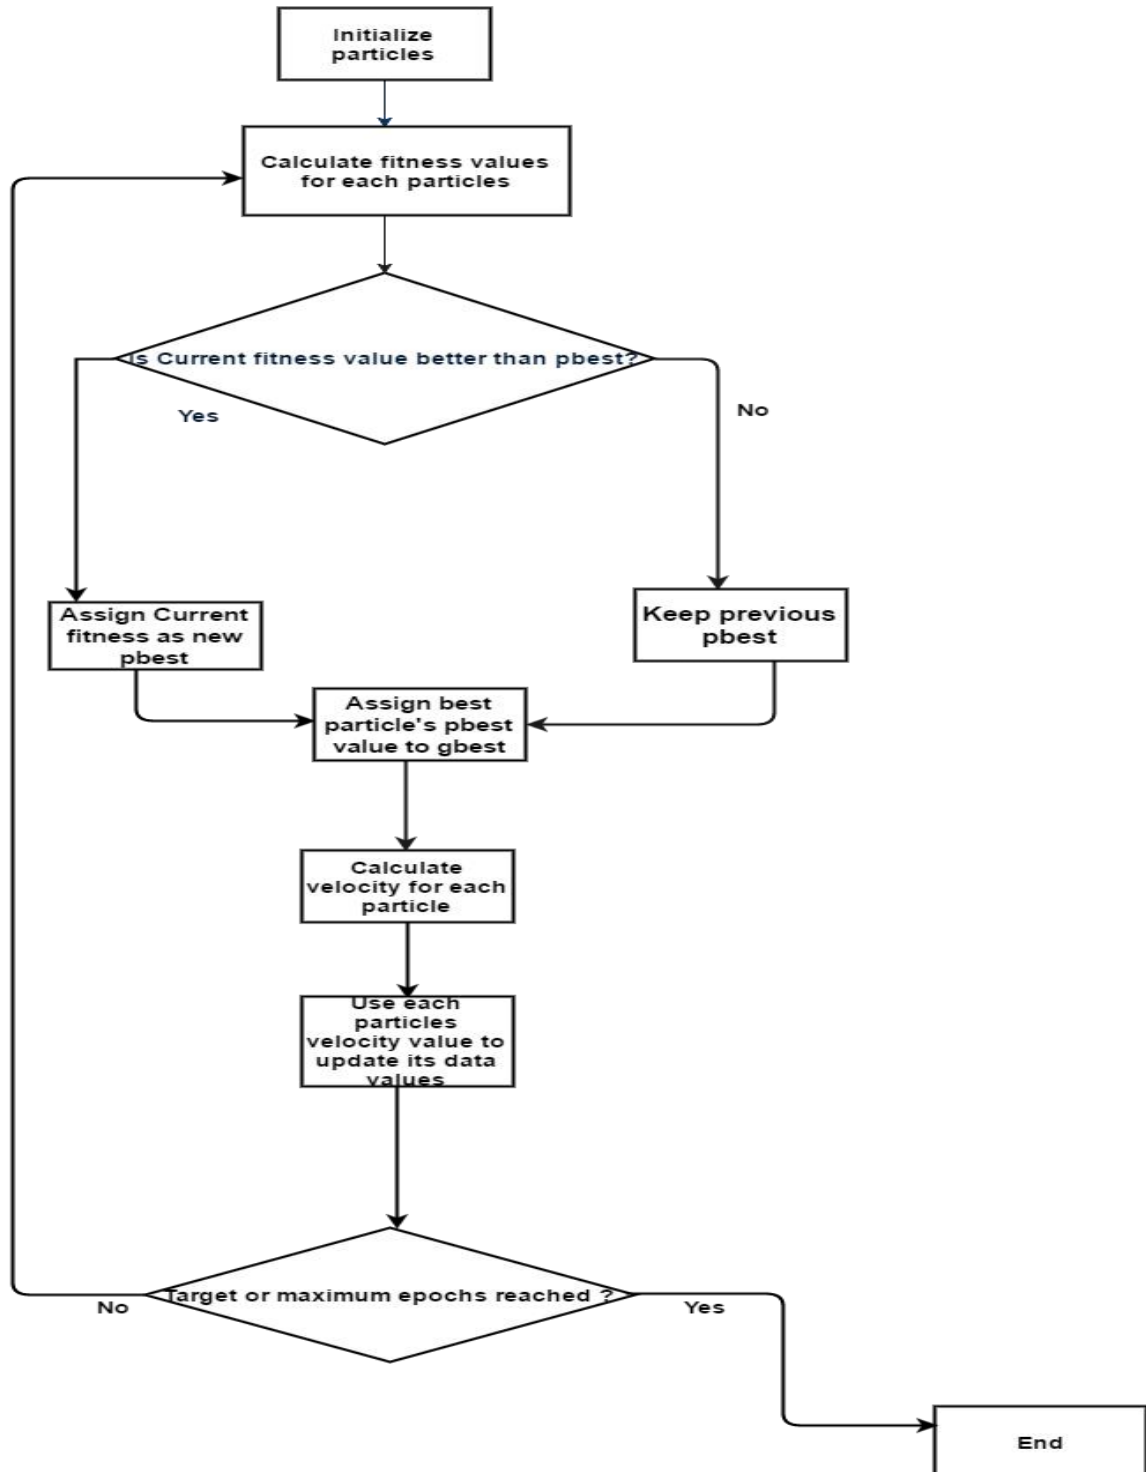 Initialize
particles
Calculate fitness values
for each particles
Is Current fitness value better than pbest?
Yes
No
Assign Current
fitness as new
pbest
Keep previous
pbest
Assign best
particle's pbest
value to gbest
Calculate
velocity for each
particle
Use each
particles
velocity value to
update its data
values
Target or maximum epochs reached ?
No
Yes
End